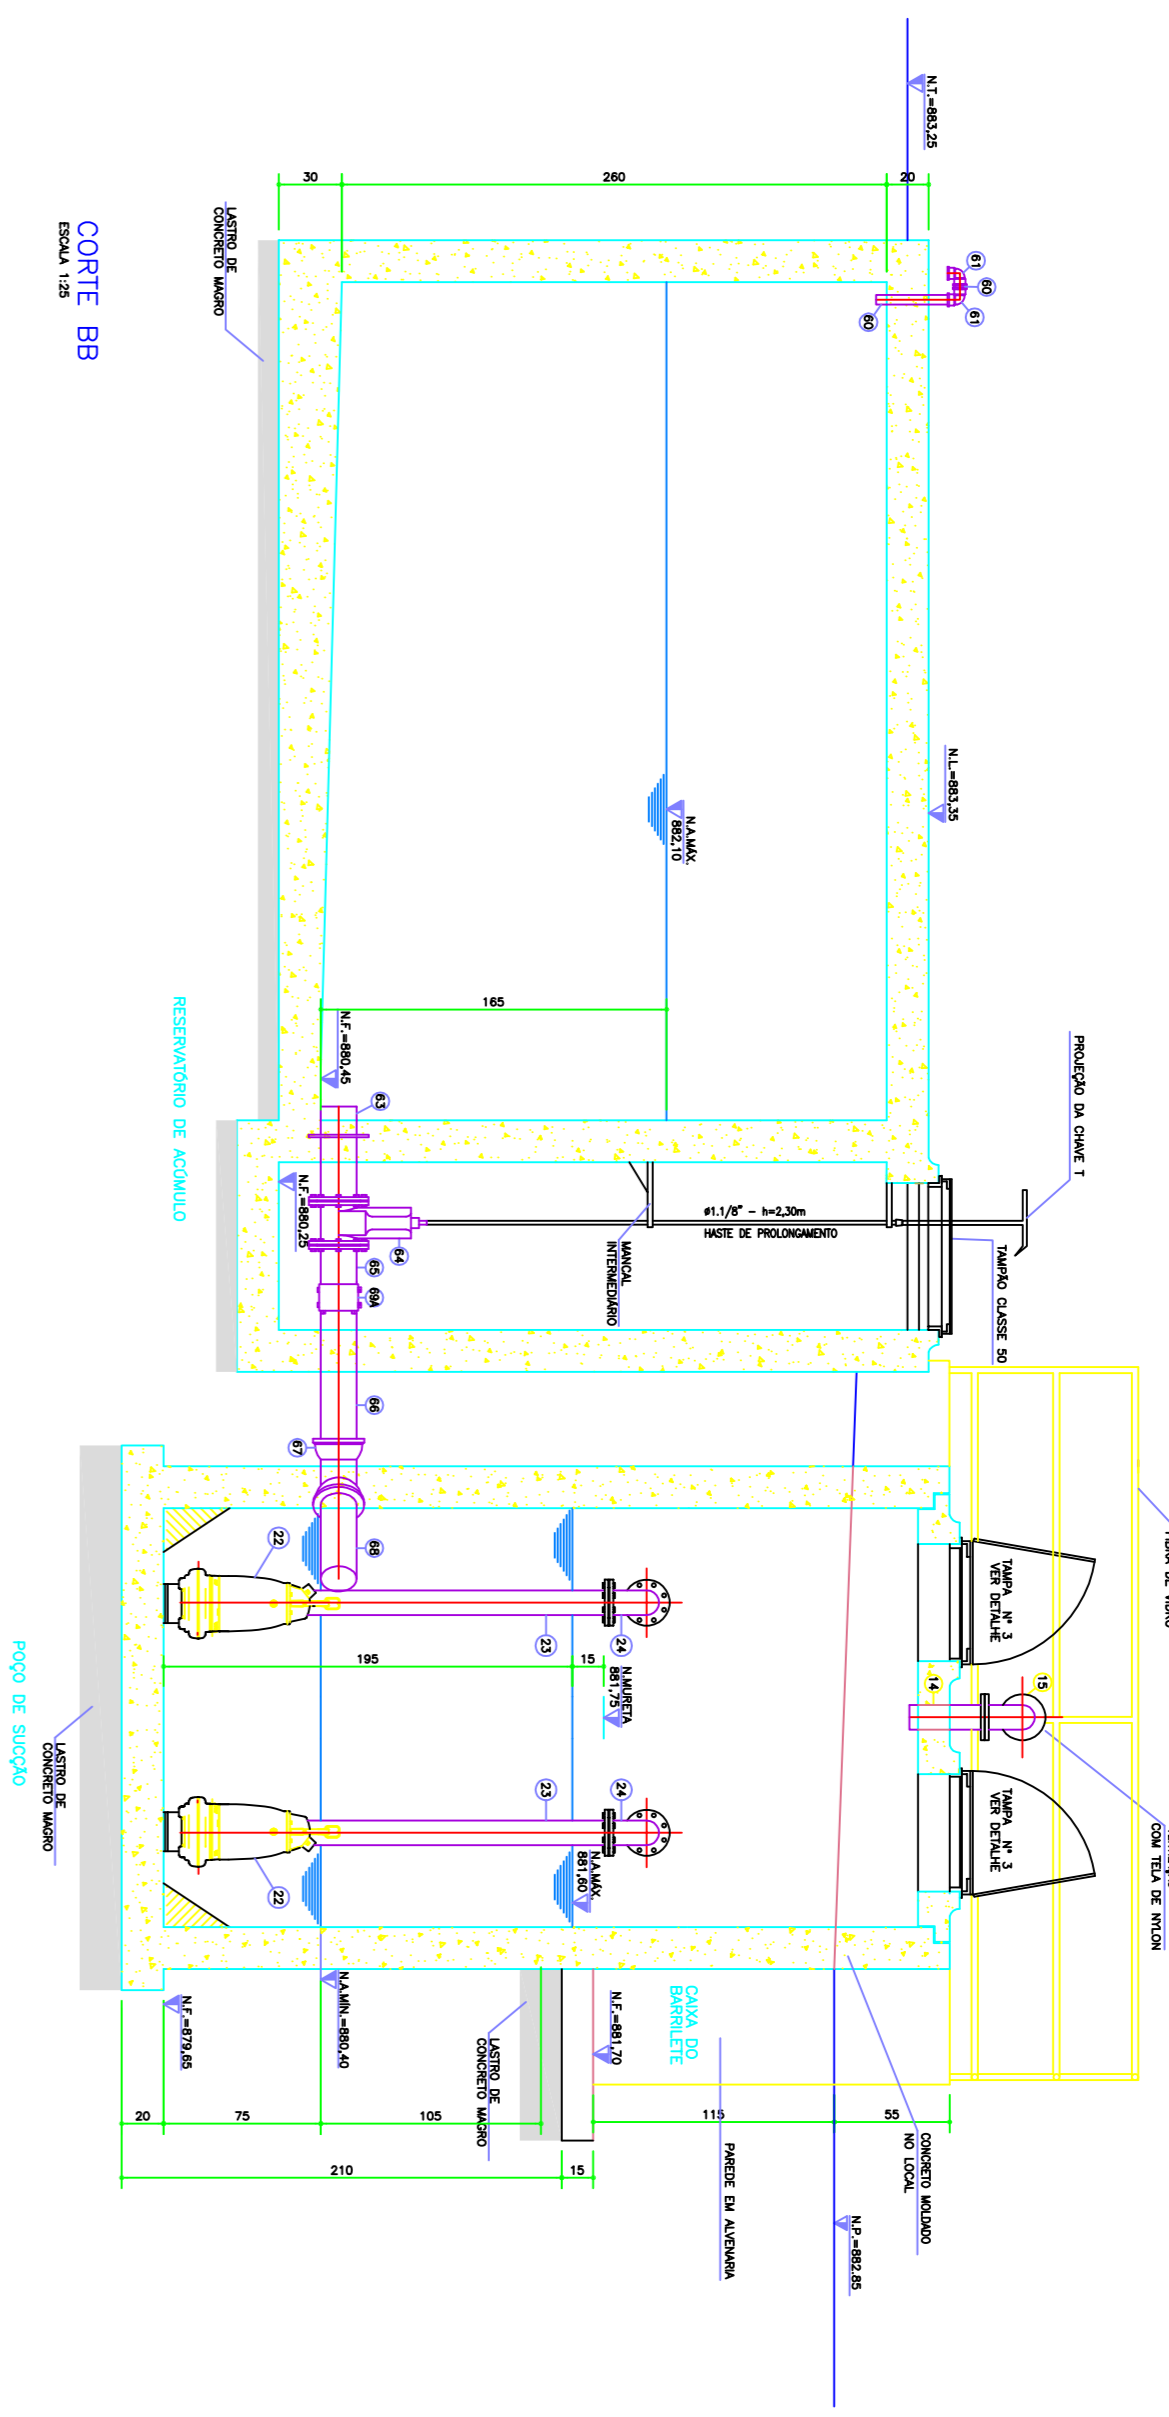 N.T.=883,25
30
260
20
LASTRO DE
CONCRETO MAGRO
CORTE BB
ESCALA 1:25
61
60
61
60
N.L.=883,35
N.A.MÁX.
882,10
165
N.F.=880,45
RESERVATÓRIO DE ACÚMULO
PROJEÇÃO DA CHAVE T
63
N.F.=880,25
ø1.1/8" - h=2,30m
HASTE DE PROLONGAMENTO
MANCAL
INTERMEDIÁRIO
TAMPÃO CLASSE 50
64
65
69A
66
67
68
22
23
24
TAMPA N° 3
VER DETALHE
195
15
N.MURETA
881,75
14
15
POÇO DE SUCÇÃO
LASTRO DE
CONCRETO MAGRO
22
23
24
TAMPA N° 3
VER DETALHE
COM TELA DE NYLON
N.A.MÁX.
881,60
N.F.=879,65
N.A.MÍN.=880,40
LASTRO DE
CONCRETO MAGRO
N.F.=881,70
CAIXA DO
BARRILETE
20
75
105
115
55
210
15
PAREDE EM ALVENARIA
CONCRETO MOLDADO
NO LOCAL
N.P.=882.85